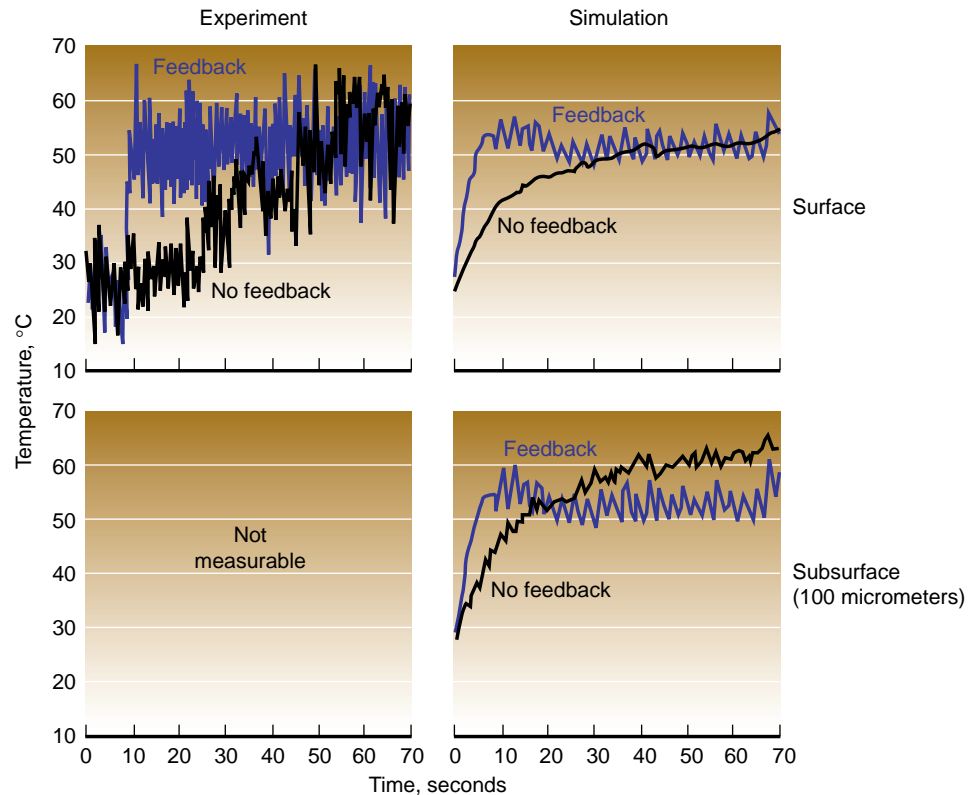 Experiment
Simulation
70
60
50
40
30
20
10
Feedback
No feedback
Feedback
No feedback
Surface
Temperature, °C
70
60
50
40
30
20
10
0 10 20 30 40 50 60 70
Not
measurable
Feedback
No feedback
0 10 20 30 40 50 60 70
Subsurface
(100 micrometers)
Time, seconds